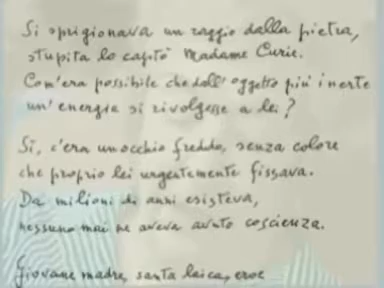 Si sprigionava un raggio dalla pietra,
stupita lo captò Madame Curie.
Com'era possibile che dall'oggetto più inerte
un'energia si rivolgesse a lei?
Sì, c'era un occhio freddo, senza colore
che proprio lei urgentemente fissava.
Da milioni di anni esisteva,
nessuno mai ne aveva avuto coscienza.
Giovane madre, santa laica, eroe